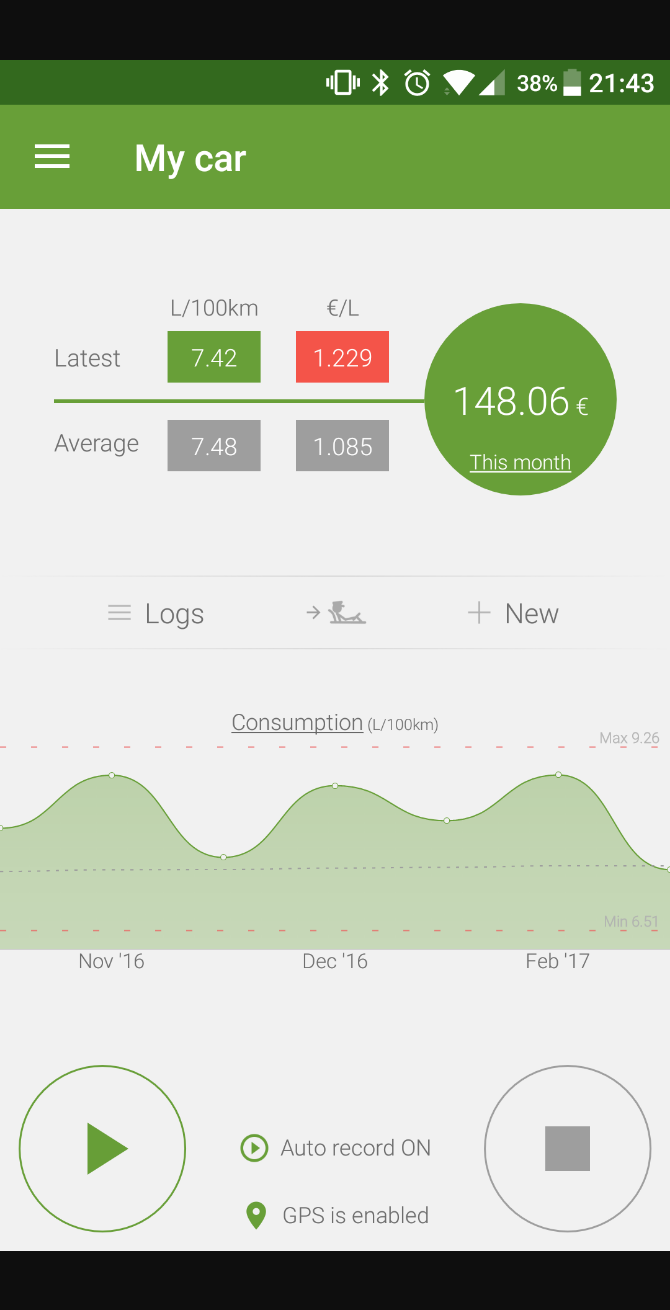 38% 21:43
My car
L/100km €/L
Latest 7.42 1.229
148.06 €
Average 7.48 1.085
This month
Logs New
Consumption (L/100km)
Max 9.26
Min 6.51
Nov '16 Dec '16 Feb '17
Auto record ON
GPS is enabled